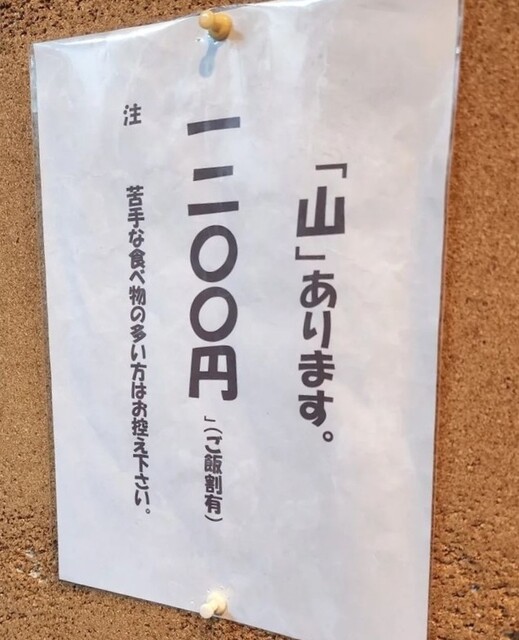 「山」あります。
一二〇〇円」(ご飯割有)
注 苦手な食べ物の多い方はお控え下さい。